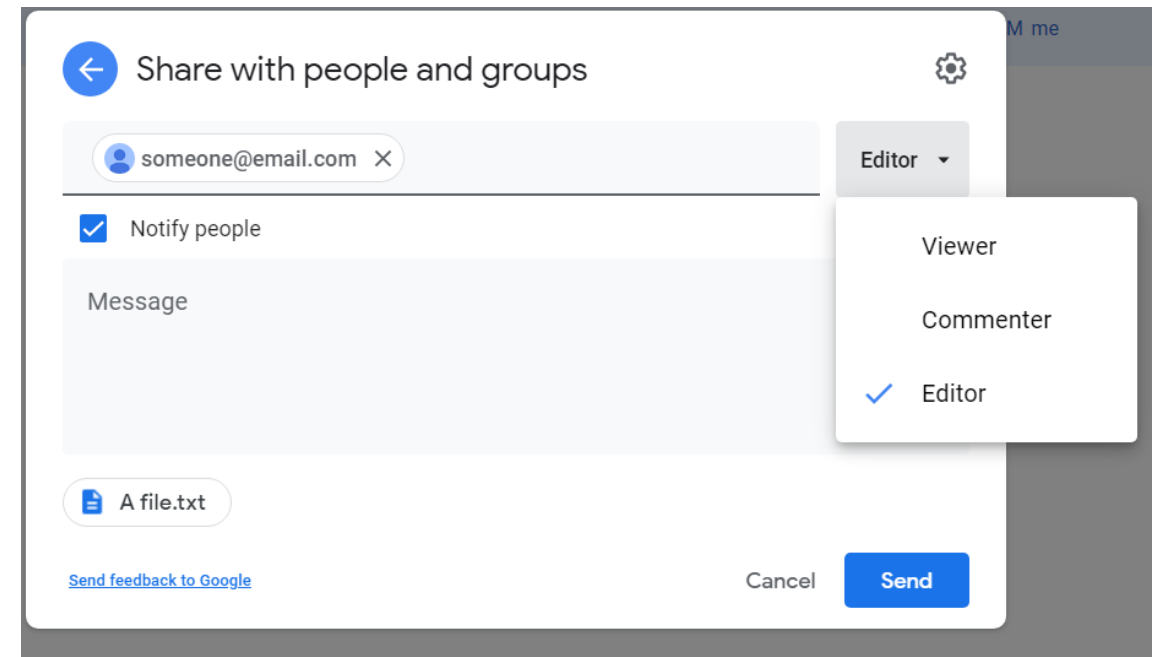 M me
Share with people and groups
someone@email.com
Editor
Notify people
Viewer
Message
Commenter
Editor
A file.txt
Send feedback to Google
Cancel
Send